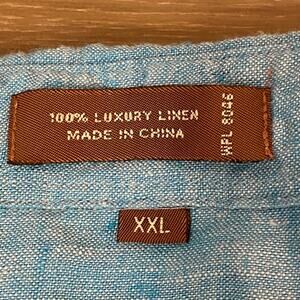 100% LUXURY LINEN
MADE IN CHINA
WPL 8046
XXL